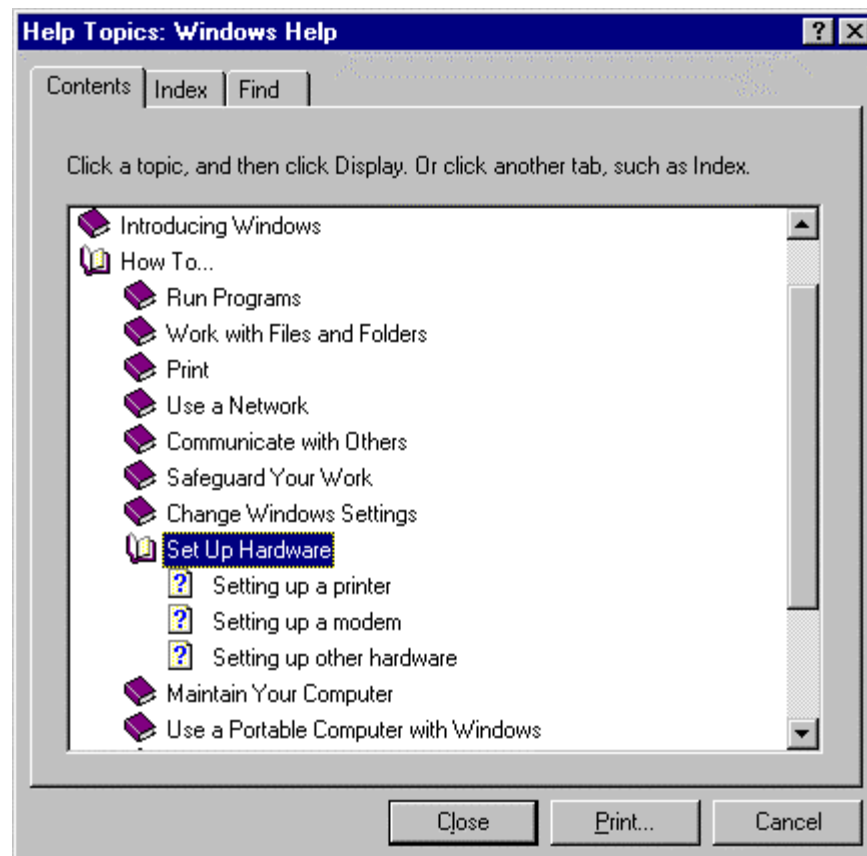 Help Topics: Windows Help
Contents Index Find
Click a topic, and then click Display. Or click another tab, such as Index.
Introducing Windows
How To...
Run Programs
Work with Files and Folders
Print
Use a Network
Communicate with Others
Safeguard Your Work
Change Windows Settings
Set Up Hardware
? Setting up a printer
? Setting up a modem
? Setting up other hardware
Maintain Your Computer
Use a Portable Computer with Windows
Close Print... Cancel